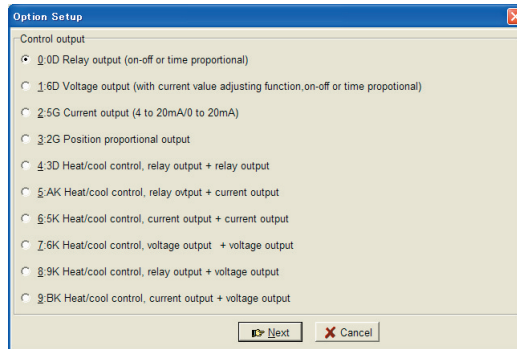 Option Setup
Control output
0:0D Relay output (on-off or time proportional)
1:6D Voltage output (with current value adjusting function,on-off or time propotional)
2:5G Current output (4 to 20mA/0 to 20mA)
3:2G Position proportional output
4:3D Heat/cool control, relay output + relay output
5:AK Heat/cool control, relay ovtput + current output
6:5K Heat/cool control, current output + current output
7:6K Heat/cool control, voltage output + voltage output
8:9K Heat/cool control, relay output + voltage output
9:BK Heat/cool control, current output + voltage output
Next Cancel